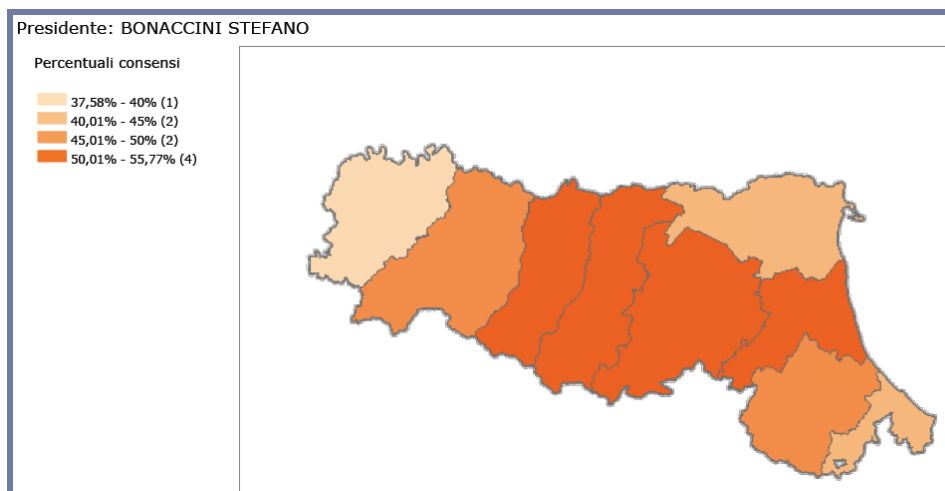 Presidente: BONACCINI STEFANO
Percentuali consensi
37,58% - 40% (1)
40,01% - 45% (2)
45,01% - 50% (2)
50,01% - 55,77% (4)